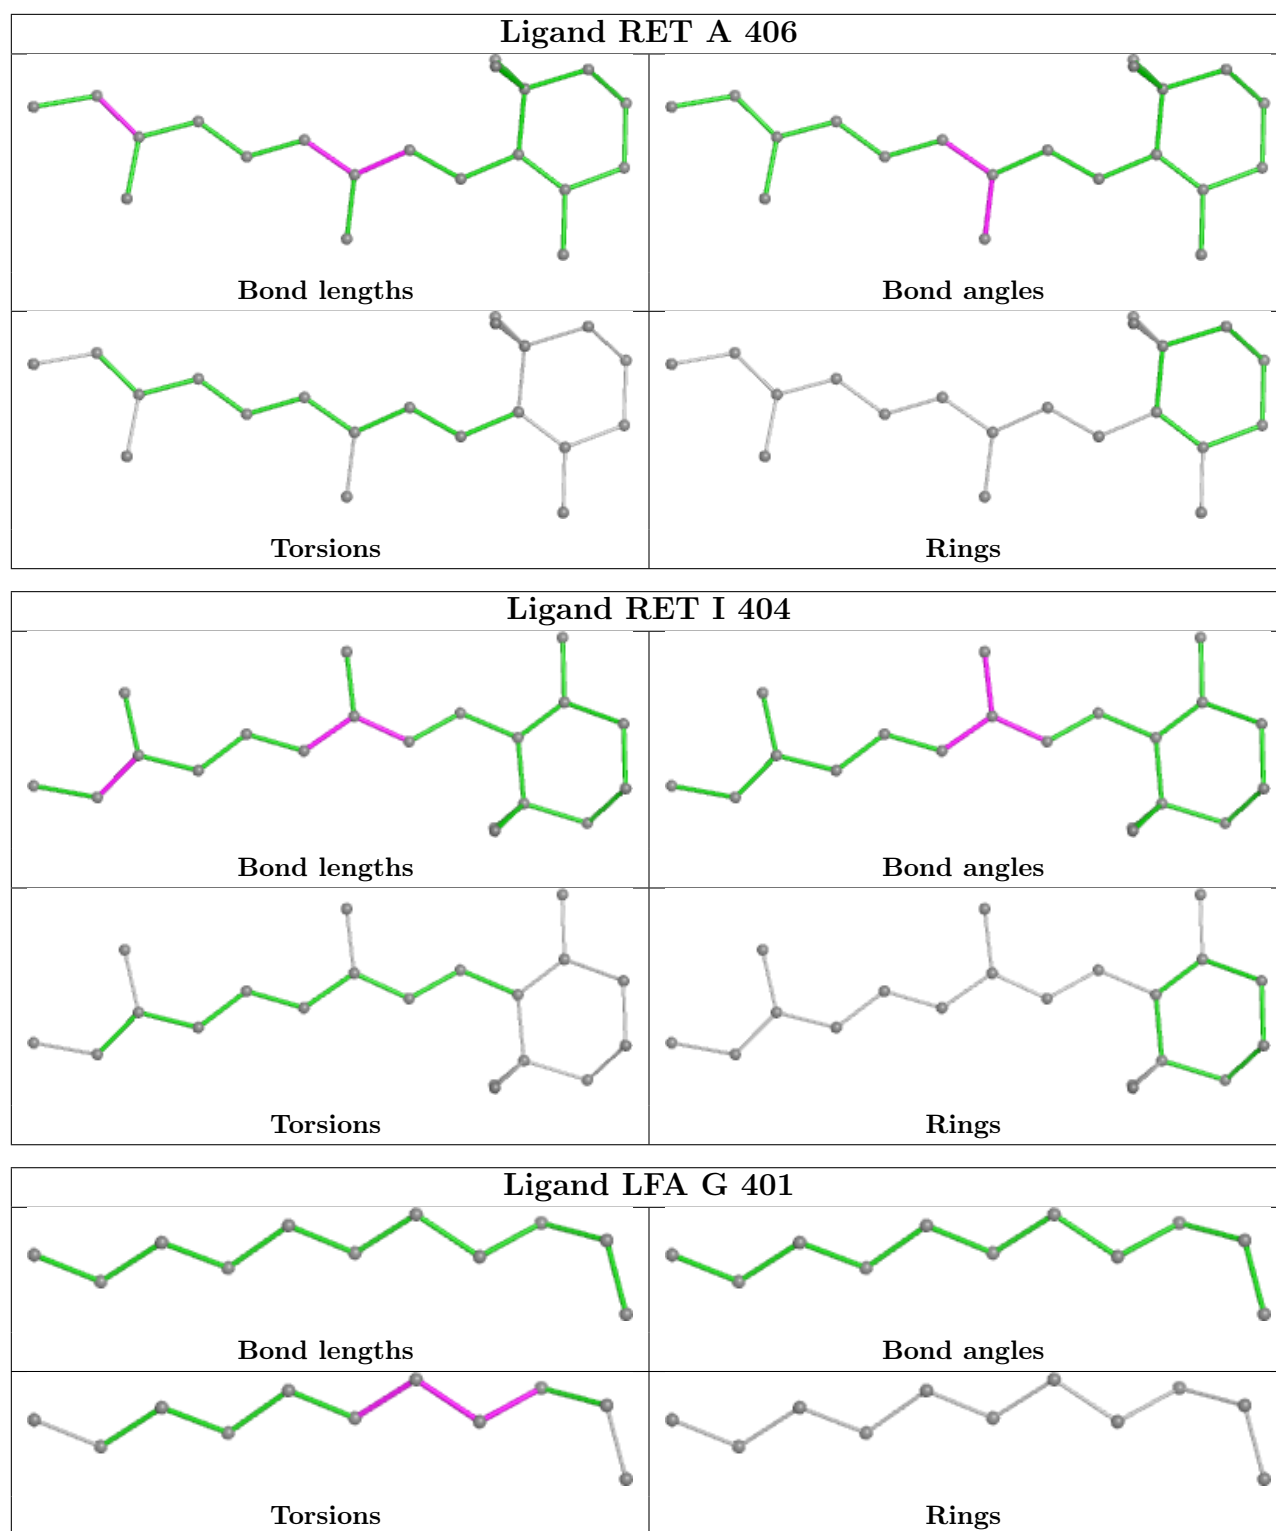 Ligand RET A 406
Bond lengths
Bond angles
Torsions
Rings
Ligand RET I 404
Bond lengths
Bond angles
Torsions
Rings
Ligand LFA G 401
Bond lengths
Bond angles
Torsions
Rings